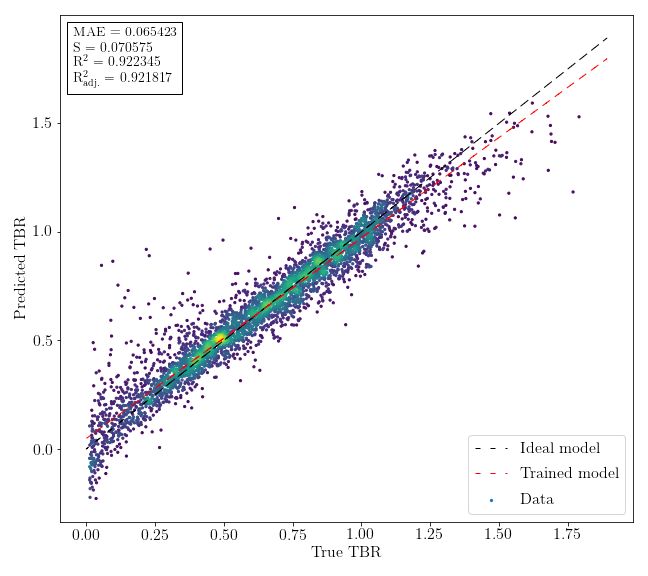 MAE = 0.065423
S = 0.070575
R² = 0.922345
R²adj. = 0.921817
Predicted TBR
1.5
1.0
0.5
0.0
Ideal model
Trained model
Data
0.00 0.25 0.50 0.75 1.00 1.25 1.50 1.75
True TBR